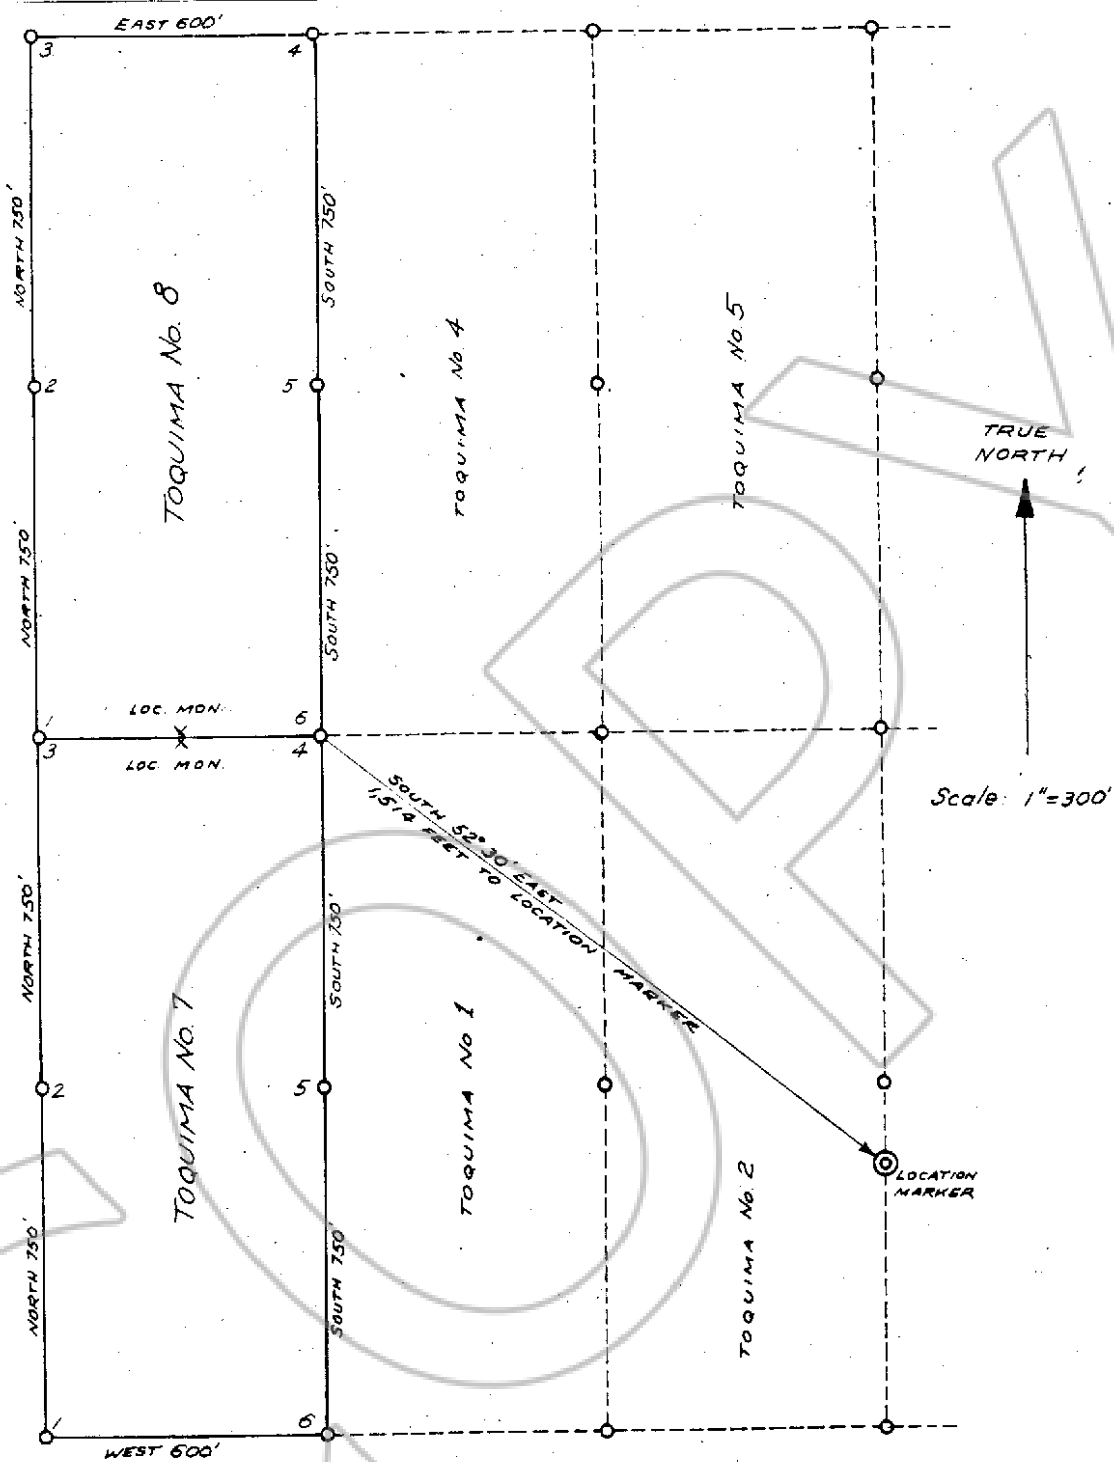 EAST 600'
3
4
NORTH 750'
SOUTH 750'
TOQUIMA No. 8
TOQUIMA No. 4
TOQUIMA No. 5
2
5
TRUE
NORTH
NORTH 750'
SOUTH 750'
LOC. MON.
1
6
3
4
LOC. MON.
Scale: 1"=300'
SOUTH 52° 30' EAST
1,514 FEET TO LOCATION MARKER
NORTH 750'
SOUTH 750'
TOQUIMA No. 7
TOQUIMA No 1
TOQUIMA No. 2
2
5
LOCATION
MARKER
NORTH 750'
SOUTH 750'
1
6
WEST 600'
COPY